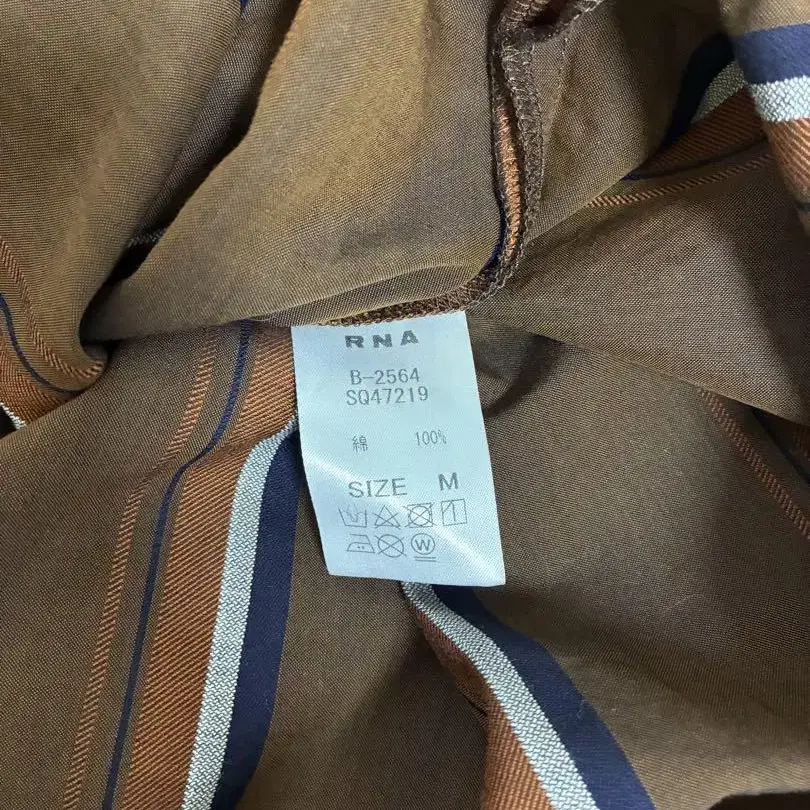 RNA
B-2564
SQ47219
綿 100%
SIZE M
W